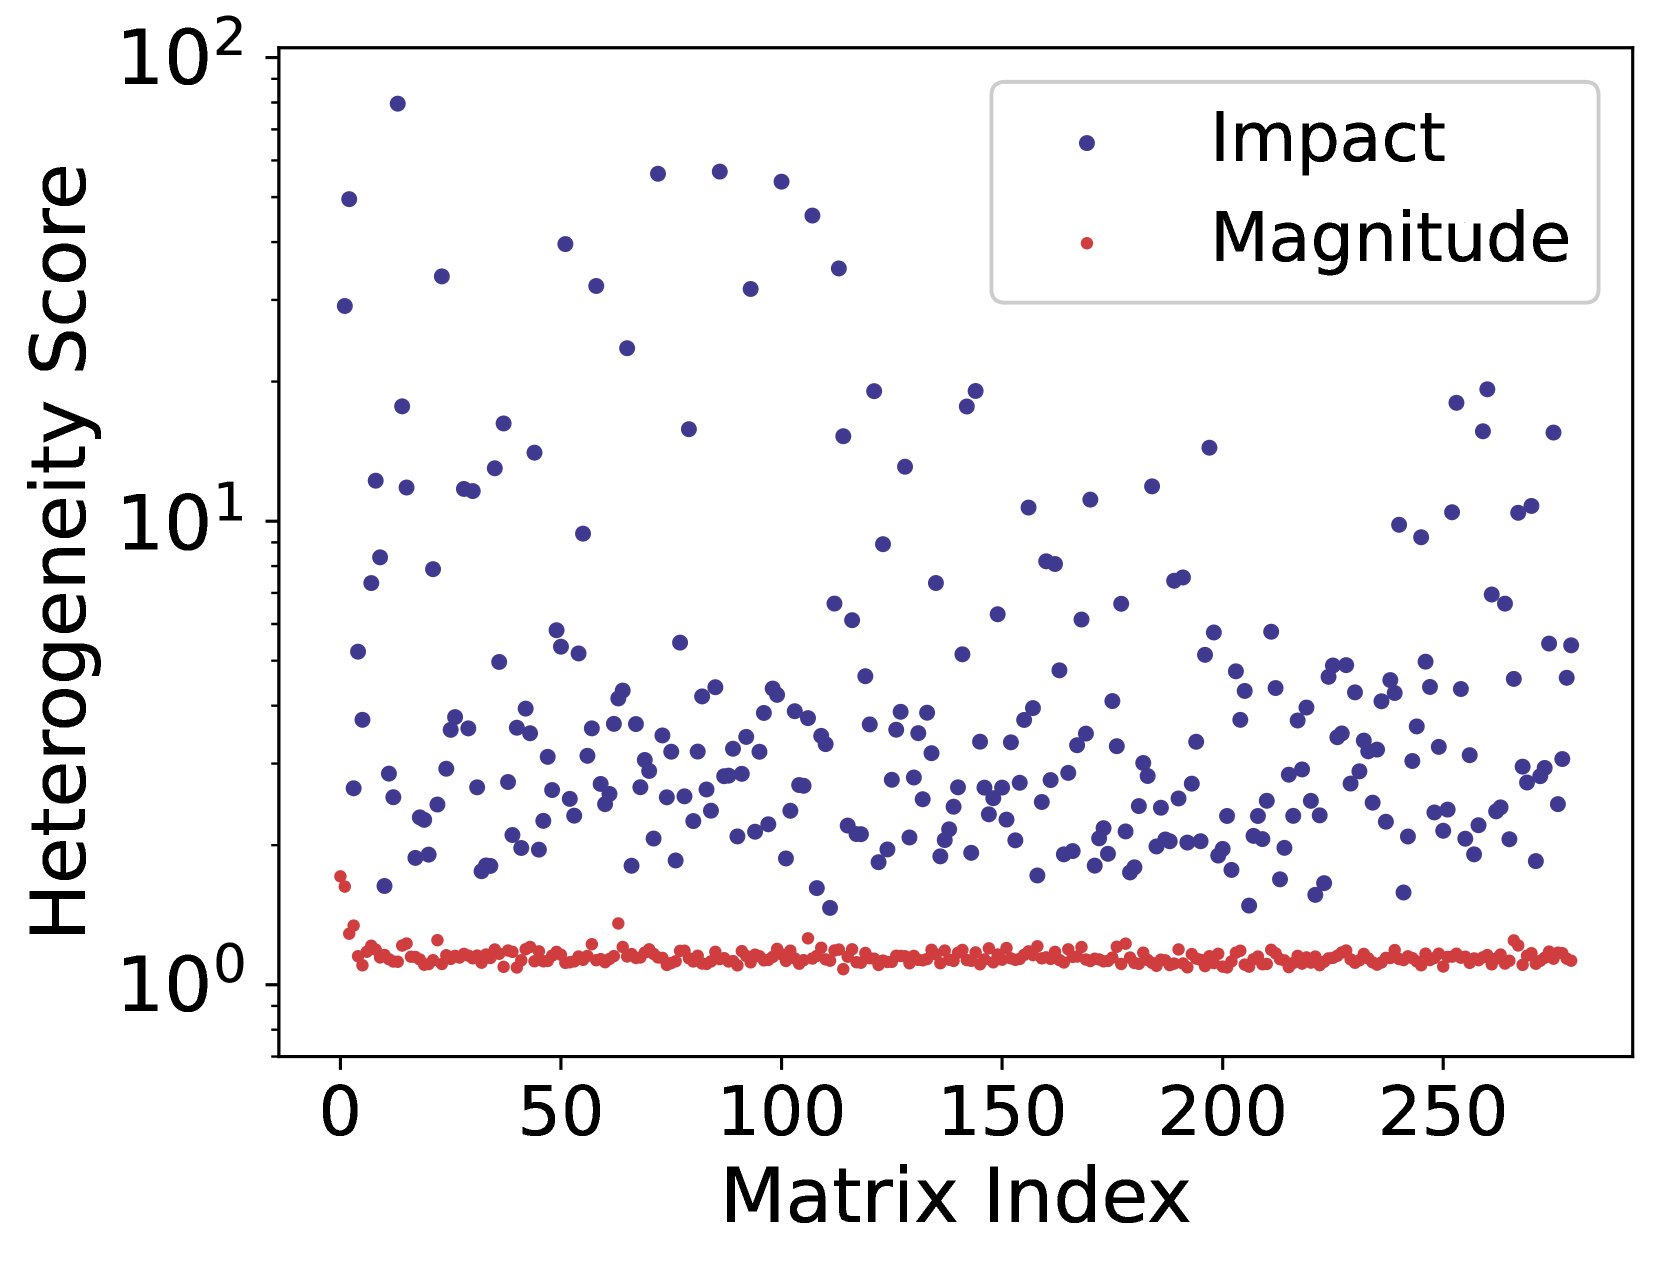 10²
10¹
10⁰
Heterogeneity Score
Impact
Magnitude
0 50 100 150 200 250
Matrix Index